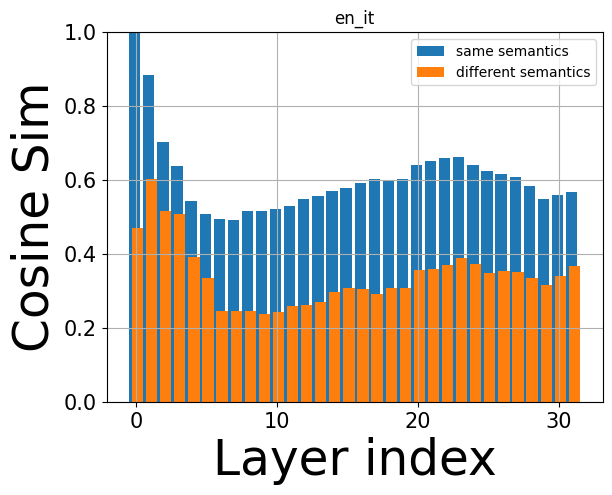 en_it
same semantics
different semantics
Cosine Sim
1.0
0.8
0.6
0.4
0.2
0.0
0 10 20 30
Layer index